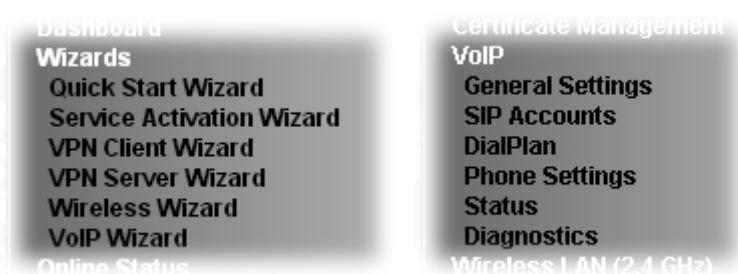 Dashboard
Wizards
Quick Start Wizard
Service Activation Wizard
VPN Client Wizard
VPN Server Wizard
Wireless Wizard
VoIP Wizard
Online Status
Certificate Management
VoIP
General Settings
SIP Accounts
DialPlan
Phone Settings
Status
Diagnostics
Wireless LAN (2.4 GHz)